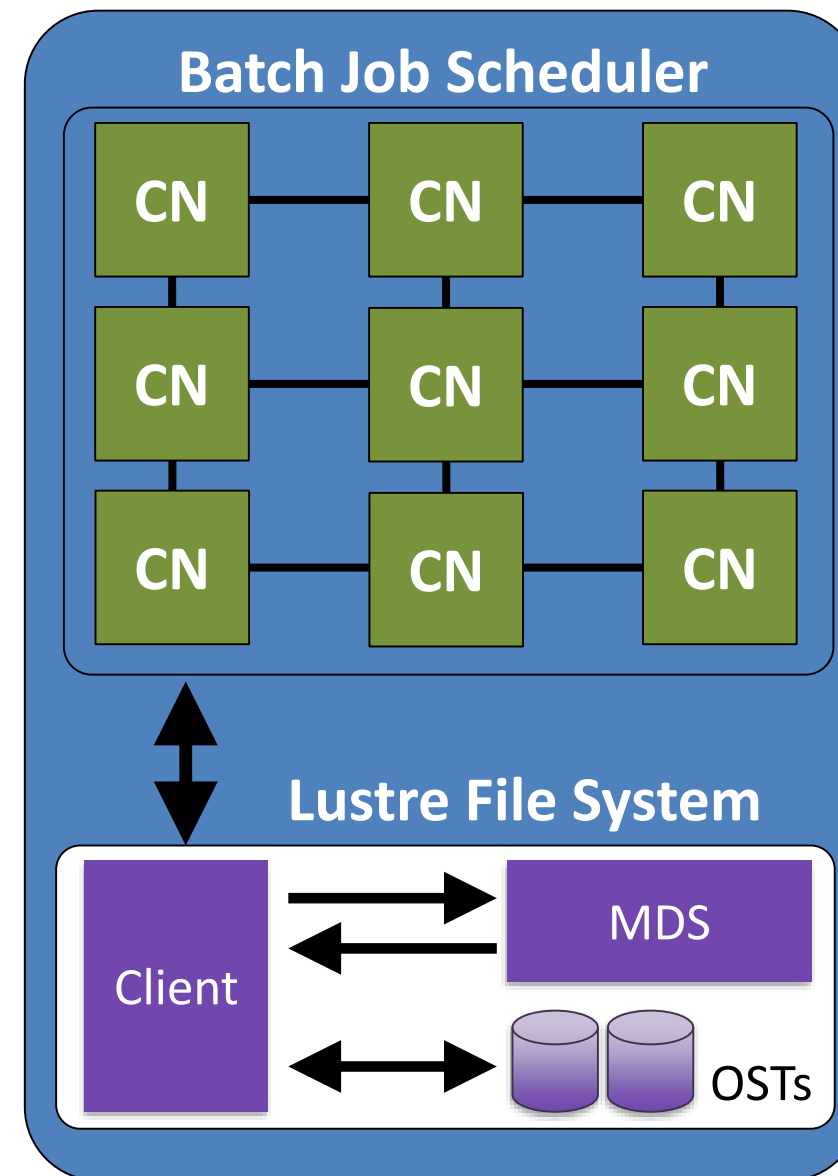 Batch Job Scheduler
CN CN CN
CN CN CN
CN CN CN
Lustre File System
Client
MDS
OSTs